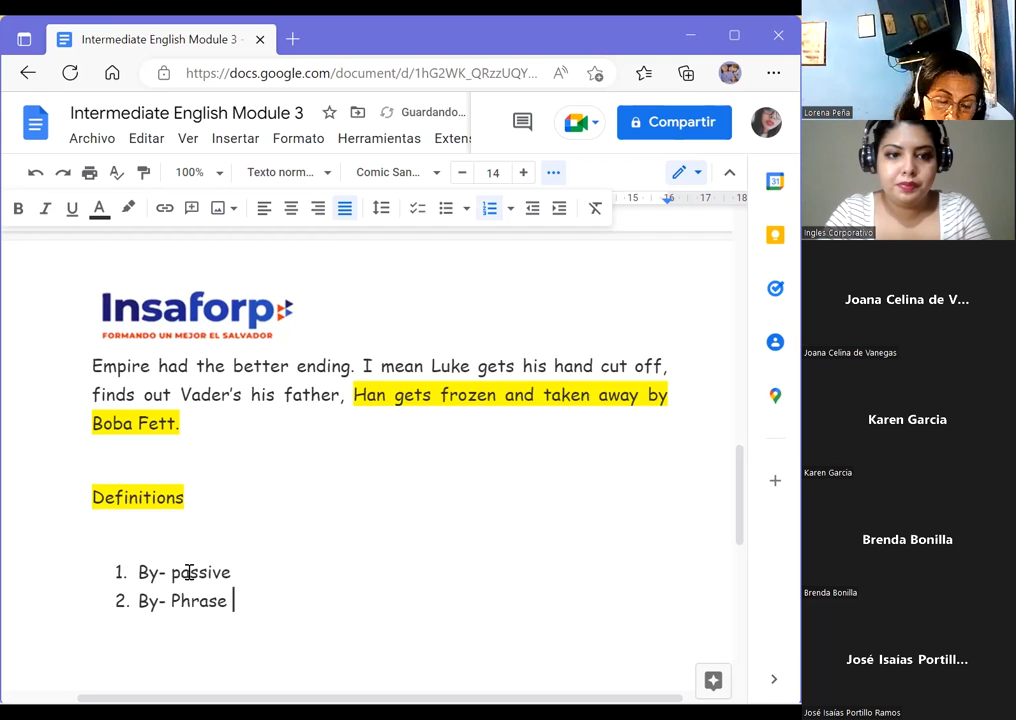 Intermediate English Module 3 -
https://docs.google.com/document/d/1hG2WK_QRzzUQY...
Intermediate English Module 3
Guardando...
Compartir
Archivo Editar Ver Insertar Formato Herramientas Exten
100% Texto norm... Comic San... 14
15 16 17 18
Insaforp
FORMANDO UN MEJOR EL SALVADOR
Empire had the better ending. I mean Luke gets his hand cut off,
finds out Vader's his father, Han gets frozen and taken away by
Boba Fett.
Definitions
1. By- passive
2. By- Phrase
Lorena Peña
Ingles Corporativo
Joana Celina de V...
Joana Celina de Vanegas
Karen Garcia
Karen Garcia
Brenda Bonilla
Brenda Bonilla
José Isaías Portill...
José Isaías Portillo Ramos